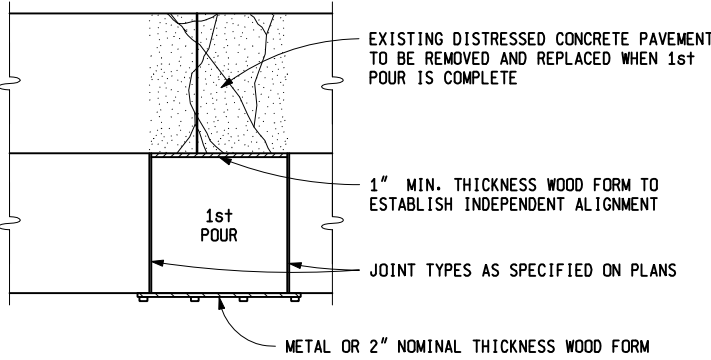 EXISTING DISTRESSED CONCRETE PAVEMENT
TO BE REMOVED AND REPLACED WHEN 1st
POUR IS COMPLETE
1" MIN. THICKNESS WOOD FORM TO
ESTABLISH INDEPENDENT ALIGNMENT
1st
POUR
JOINT TYPES AS SPECIFIED ON PLANS
METAL OR 2" NOMINAL THICKNESS WOOD FORM